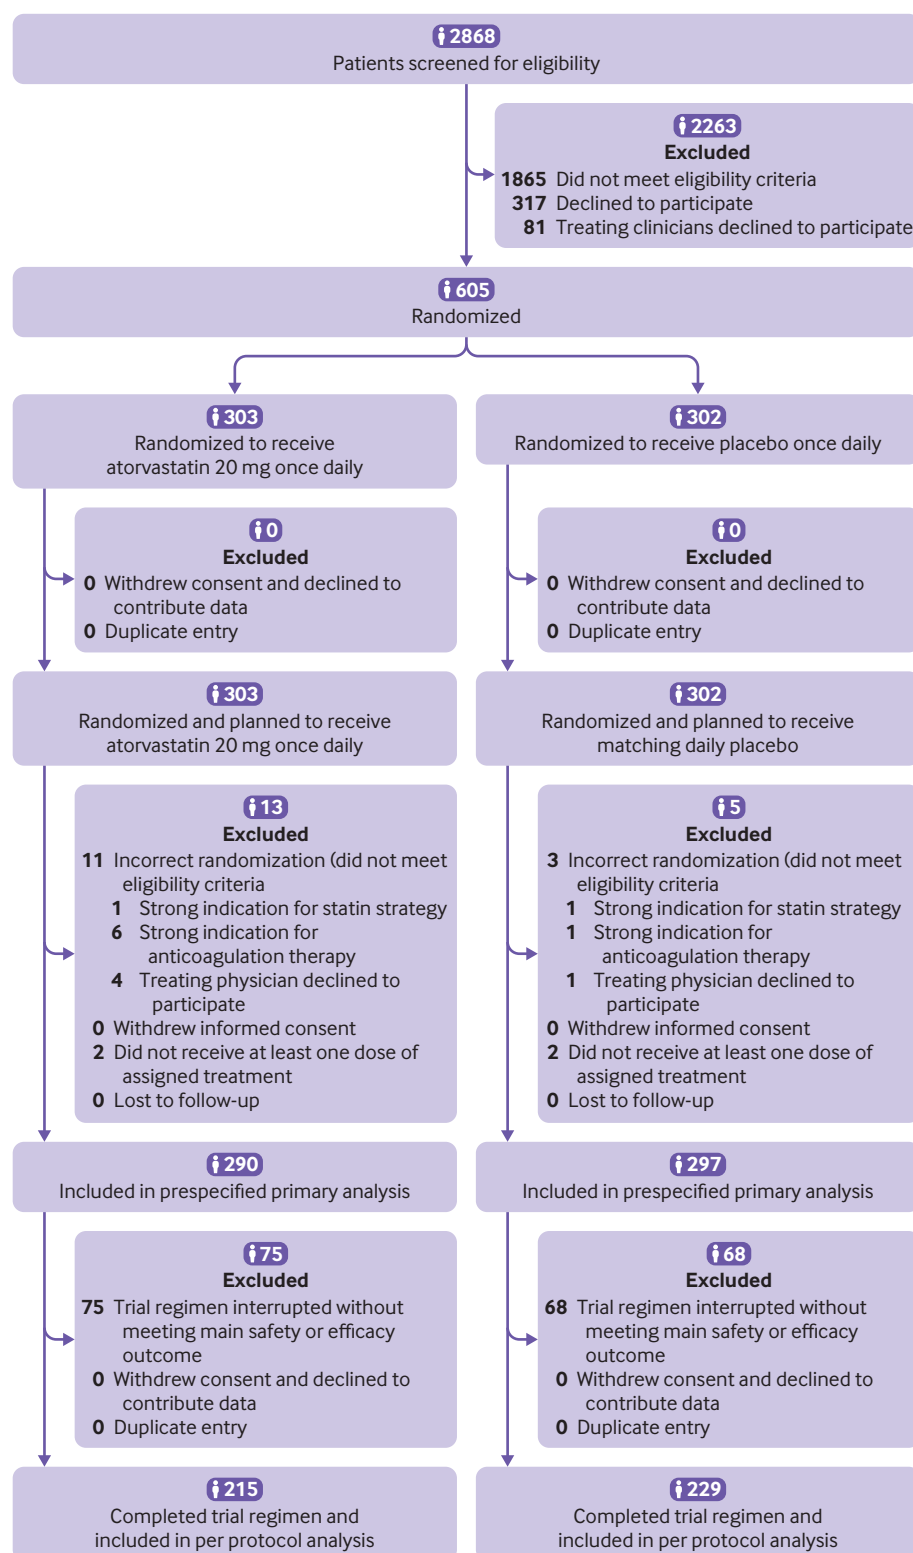 2868
Patients screened for eligibility
2263
Excluded
1865 Did not meet eligibility criteria
317 Declined to participate
81 Treating clinicians declined to participate
605
Randomized
303
Randomized to receive
atorvastatin 20 mg once daily
302
Randomized to receive placebo once daily
0
Excluded
0 Withdrew consent and declined to
contribute data
0 Duplicate entry
0
Excluded
0 Withdrew consent and declined to
contribute data
0 Duplicate entry
303
Randomized and planned to receive
atorvastatin 20 mg once daily
302
Randomized and planned to receive
matching daily placebo
13
Excluded
11 Incorrect randomization (did not meet
eligibility criteria
1 Strong indication for statin strategy
6 Strong indication for
anticoagulation therapy
4 Treating physician declined to
participate
0 Withdrew informed consent
2 Did not receive at least one dose of
assigned treatment
0 Lost to follow-up
5
Excluded
3 Incorrect randomization (did not meet
eligibility criteria
1 Strong indication for statin strategy
1 Strong indication for
anticoagulation therapy
1 Treating physician declined to
participate
0 Withdrew informed consent
2 Did not receive at least one dose of
assigned treatment
0 Lost to follow-up
290
Included in prespecified primary analysis
297
Included in prespecified primary analysis
75
Excluded
75 Trial regimen interrupted without
meeting main safety or efficacy
outcome
0 Withdrew consent and declined to
contribute data
0 Duplicate entry
68
Excluded
68 Trial regimen interrupted without
meeting main safety or efficacy
outcome
0 Withdrew consent and declined to
contribute data
0 Duplicate entry
215
Completed trial regimen and
included in per protocol analysis
229
Completed trial regimen and
included in per protocol analysis